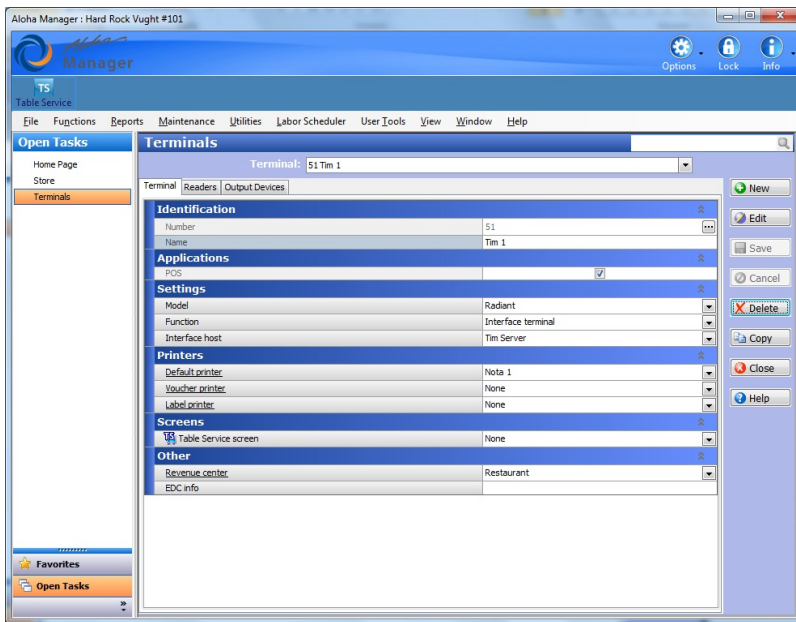 Aloha Manager : Hard Rock Vught #101
Aloha
Manager
Options Lock Info
TS
Table Service
File Functions Reports Maintenance Utilities Labor Scheduler User Tools View Window Help
Open Tasks
Home Page
Store
Terminals
Favorites
Open Tasks
Terminals
Terminal: 51 Tim 1
Terminal Readers Output Devices
Identification
Number 51
Name Tim 1
Applications
POS
Settings
Model Radiant
Function Interface terminal
Interface host Tim Server
Printers
Default printer Nota 1
Voucher printer None
Label printer None
Screens
TS Table Service screen None
Other
Revenue center Restaurant
EDC info
New
Edit
Save
Cancel
Delete
Copy
Close
Help